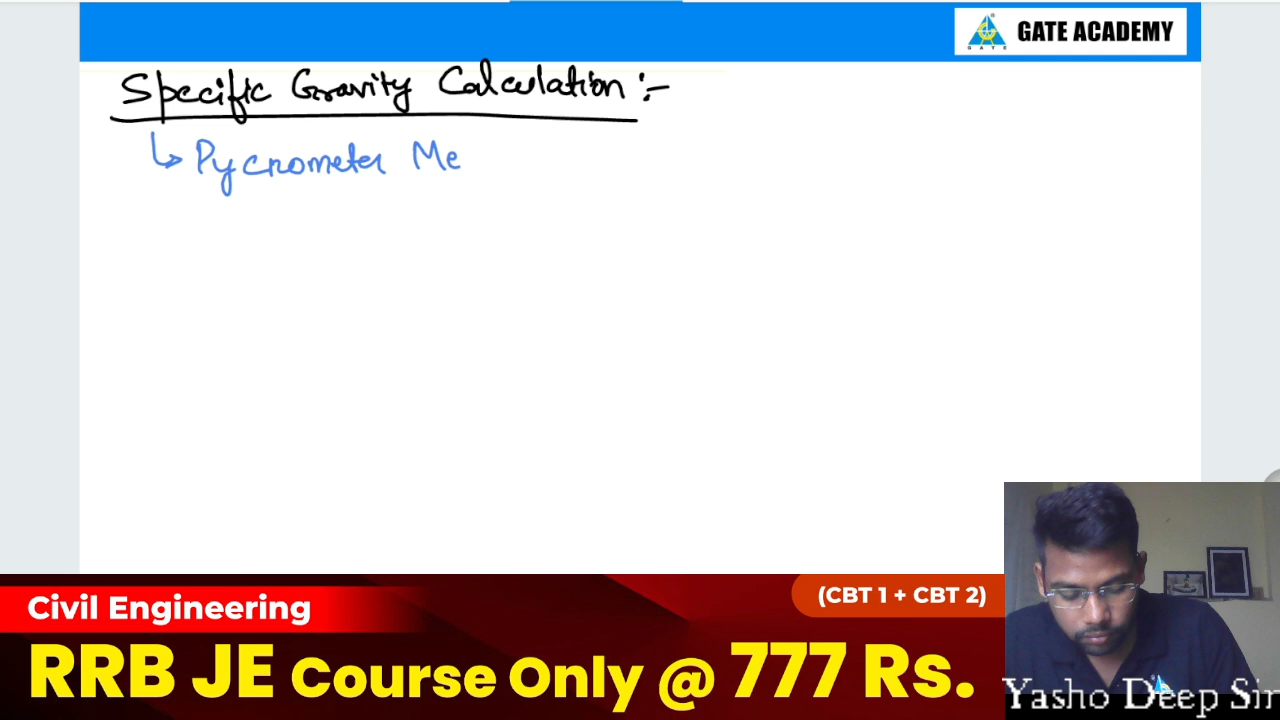 GATE ACADEMY
GATE
Specific Gravity Calculation :-
↳ Pycnometer Me
Civil Engineering
(CBT 1 + CBT 2)
RRB JE Course Only @ 777 Rs.
Yasho Deep Sir